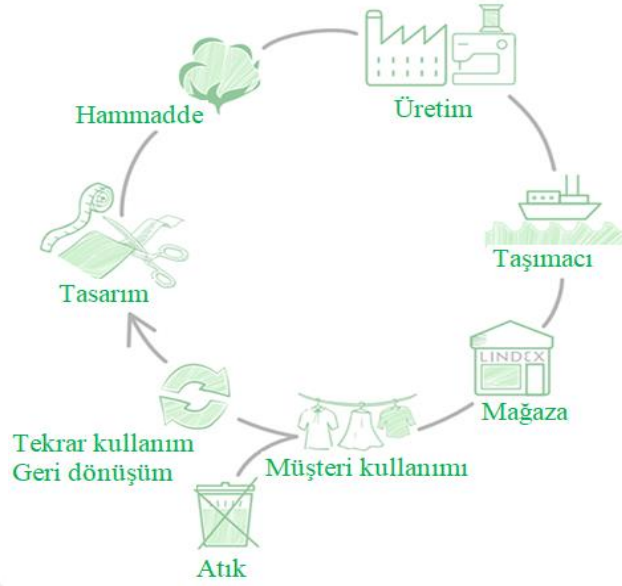 Hammadde
Üretim
Taşımacı
LINDEX
Mağaza
Müşteri kullanımı
Atık
Tekrar kullanım
Geri dönüşüm
Tasarım